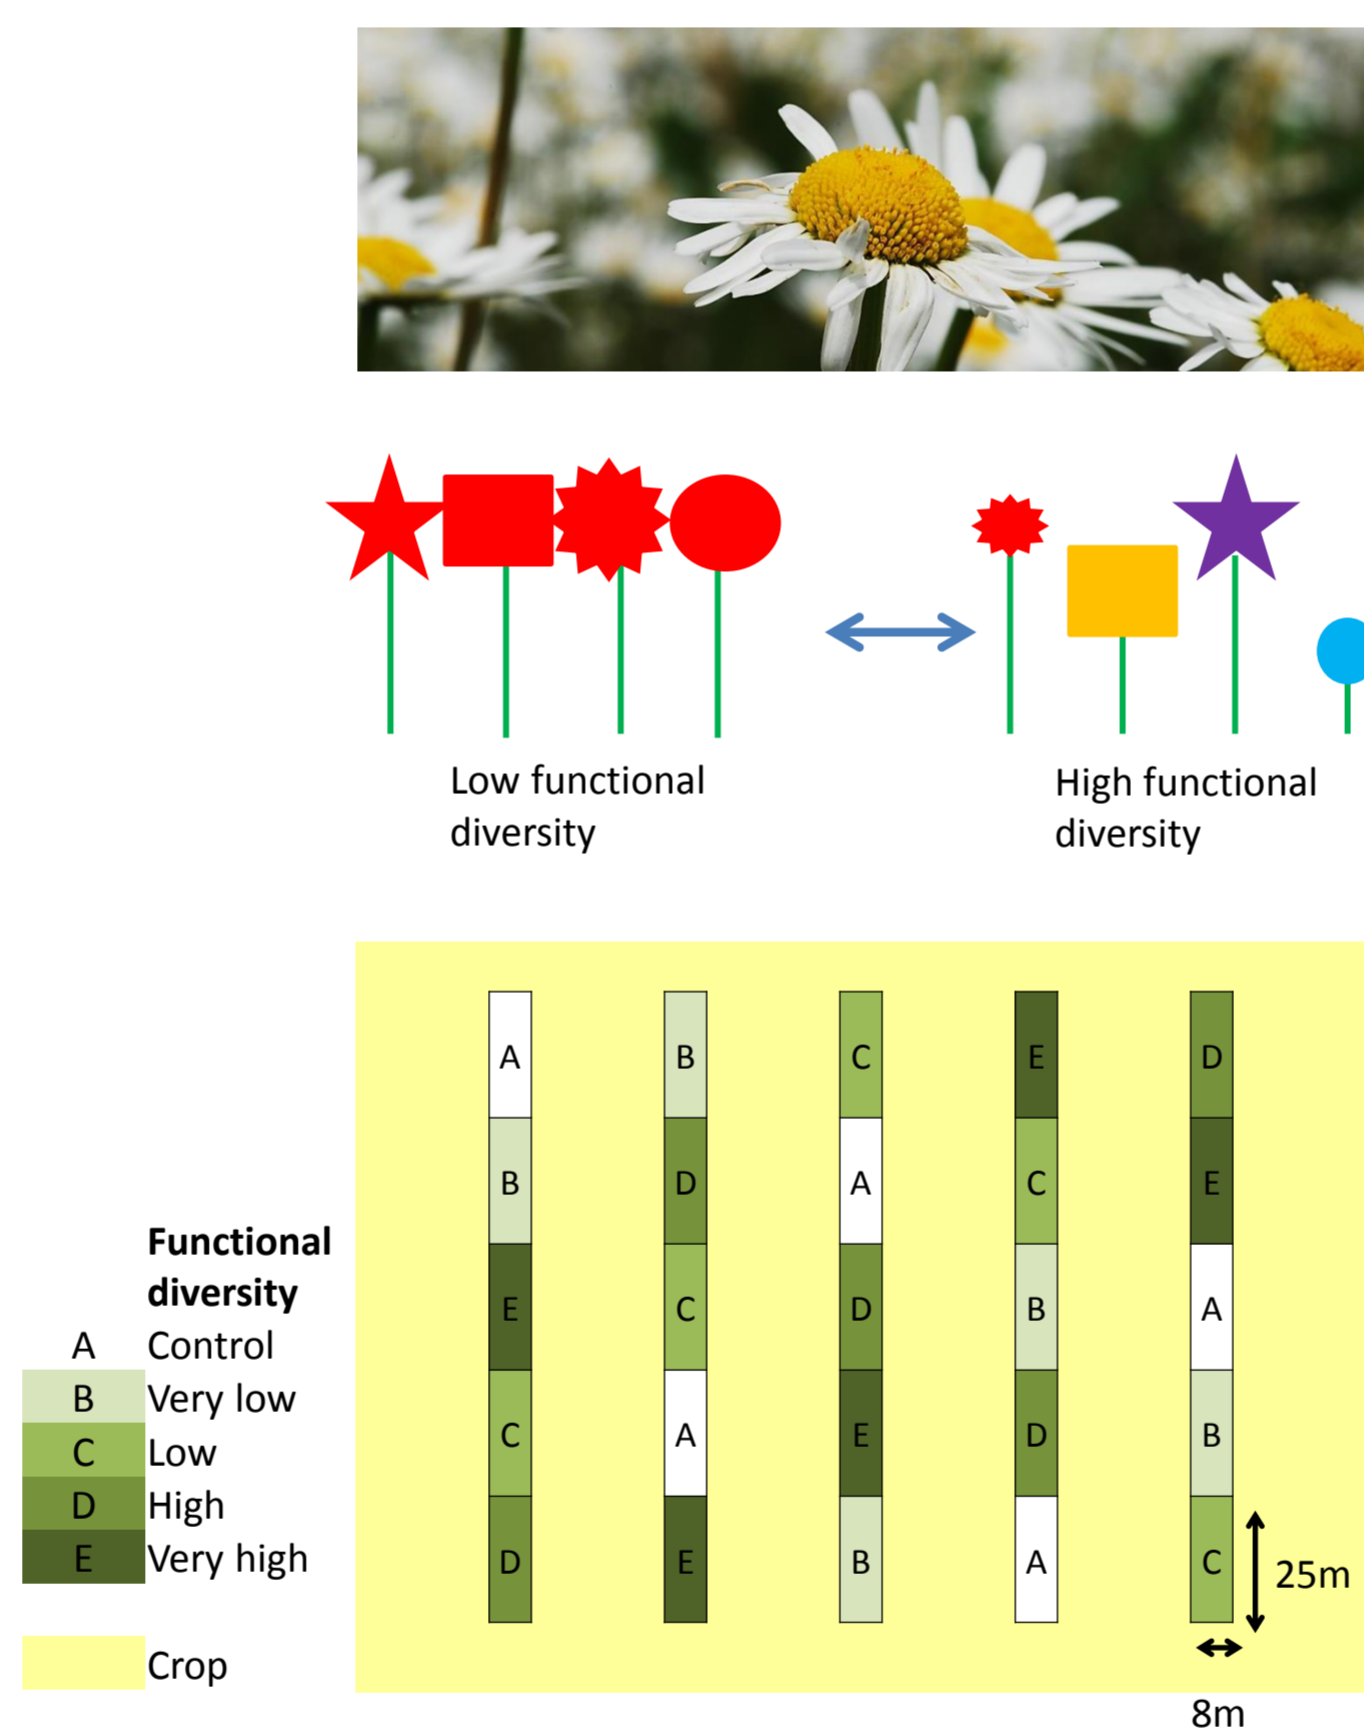 Low functional
diversity
High functional
diversity
A B C E D
B D A C E
E C D B A
C A E D B
D E B A C
25m
8m
Functional
diversity
A Control
B Very low
C Low
D High
E Very high
Crop